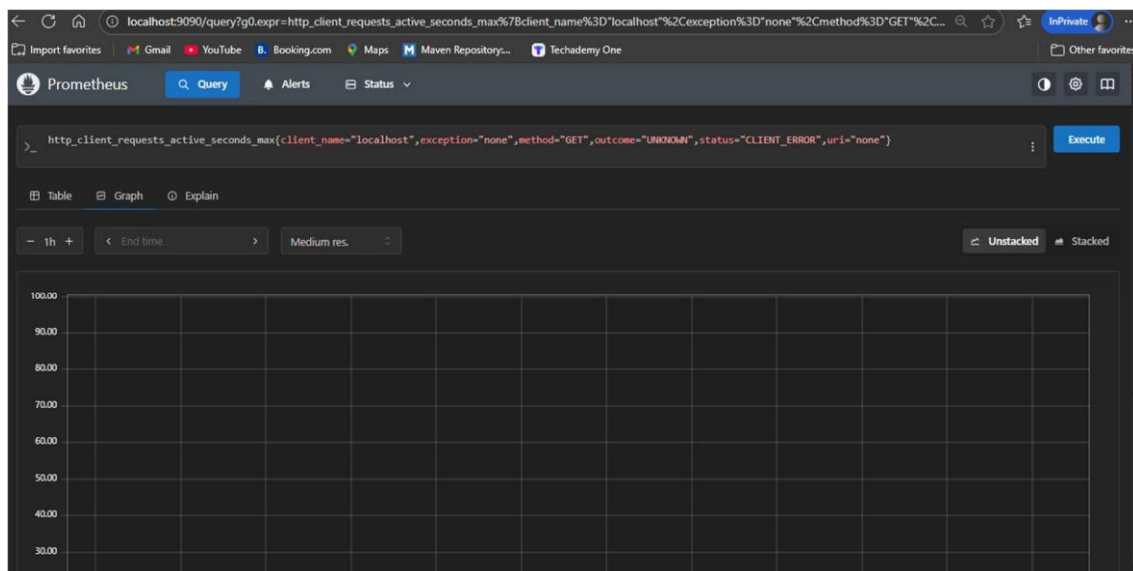 localhost:9090/query?g0.expr=http_client_requests_active_seconds_max%7Bclient_name%3D"localhost"%2Cexception%3D"none"%2Cmethod%3D"GET"%2C... InPrivate
Import favorites Gmail YouTube B. Booking.com Maps M Maven Repository:... T Techademy One Other favorites
Prometheus Query Alerts Status
>_ http_client_requests_active_seconds_max{client_name="localhost",exception="none",method="GET",outcome="UNKNOWN",status="CLIENT_ERROR",uri="none"} Execute
Table Graph Explain
− 1h + < End time > Medium res. Unstacked Stacked
100.00
90.00
80.00
70.00
60.00
50.00
40.00
30.00